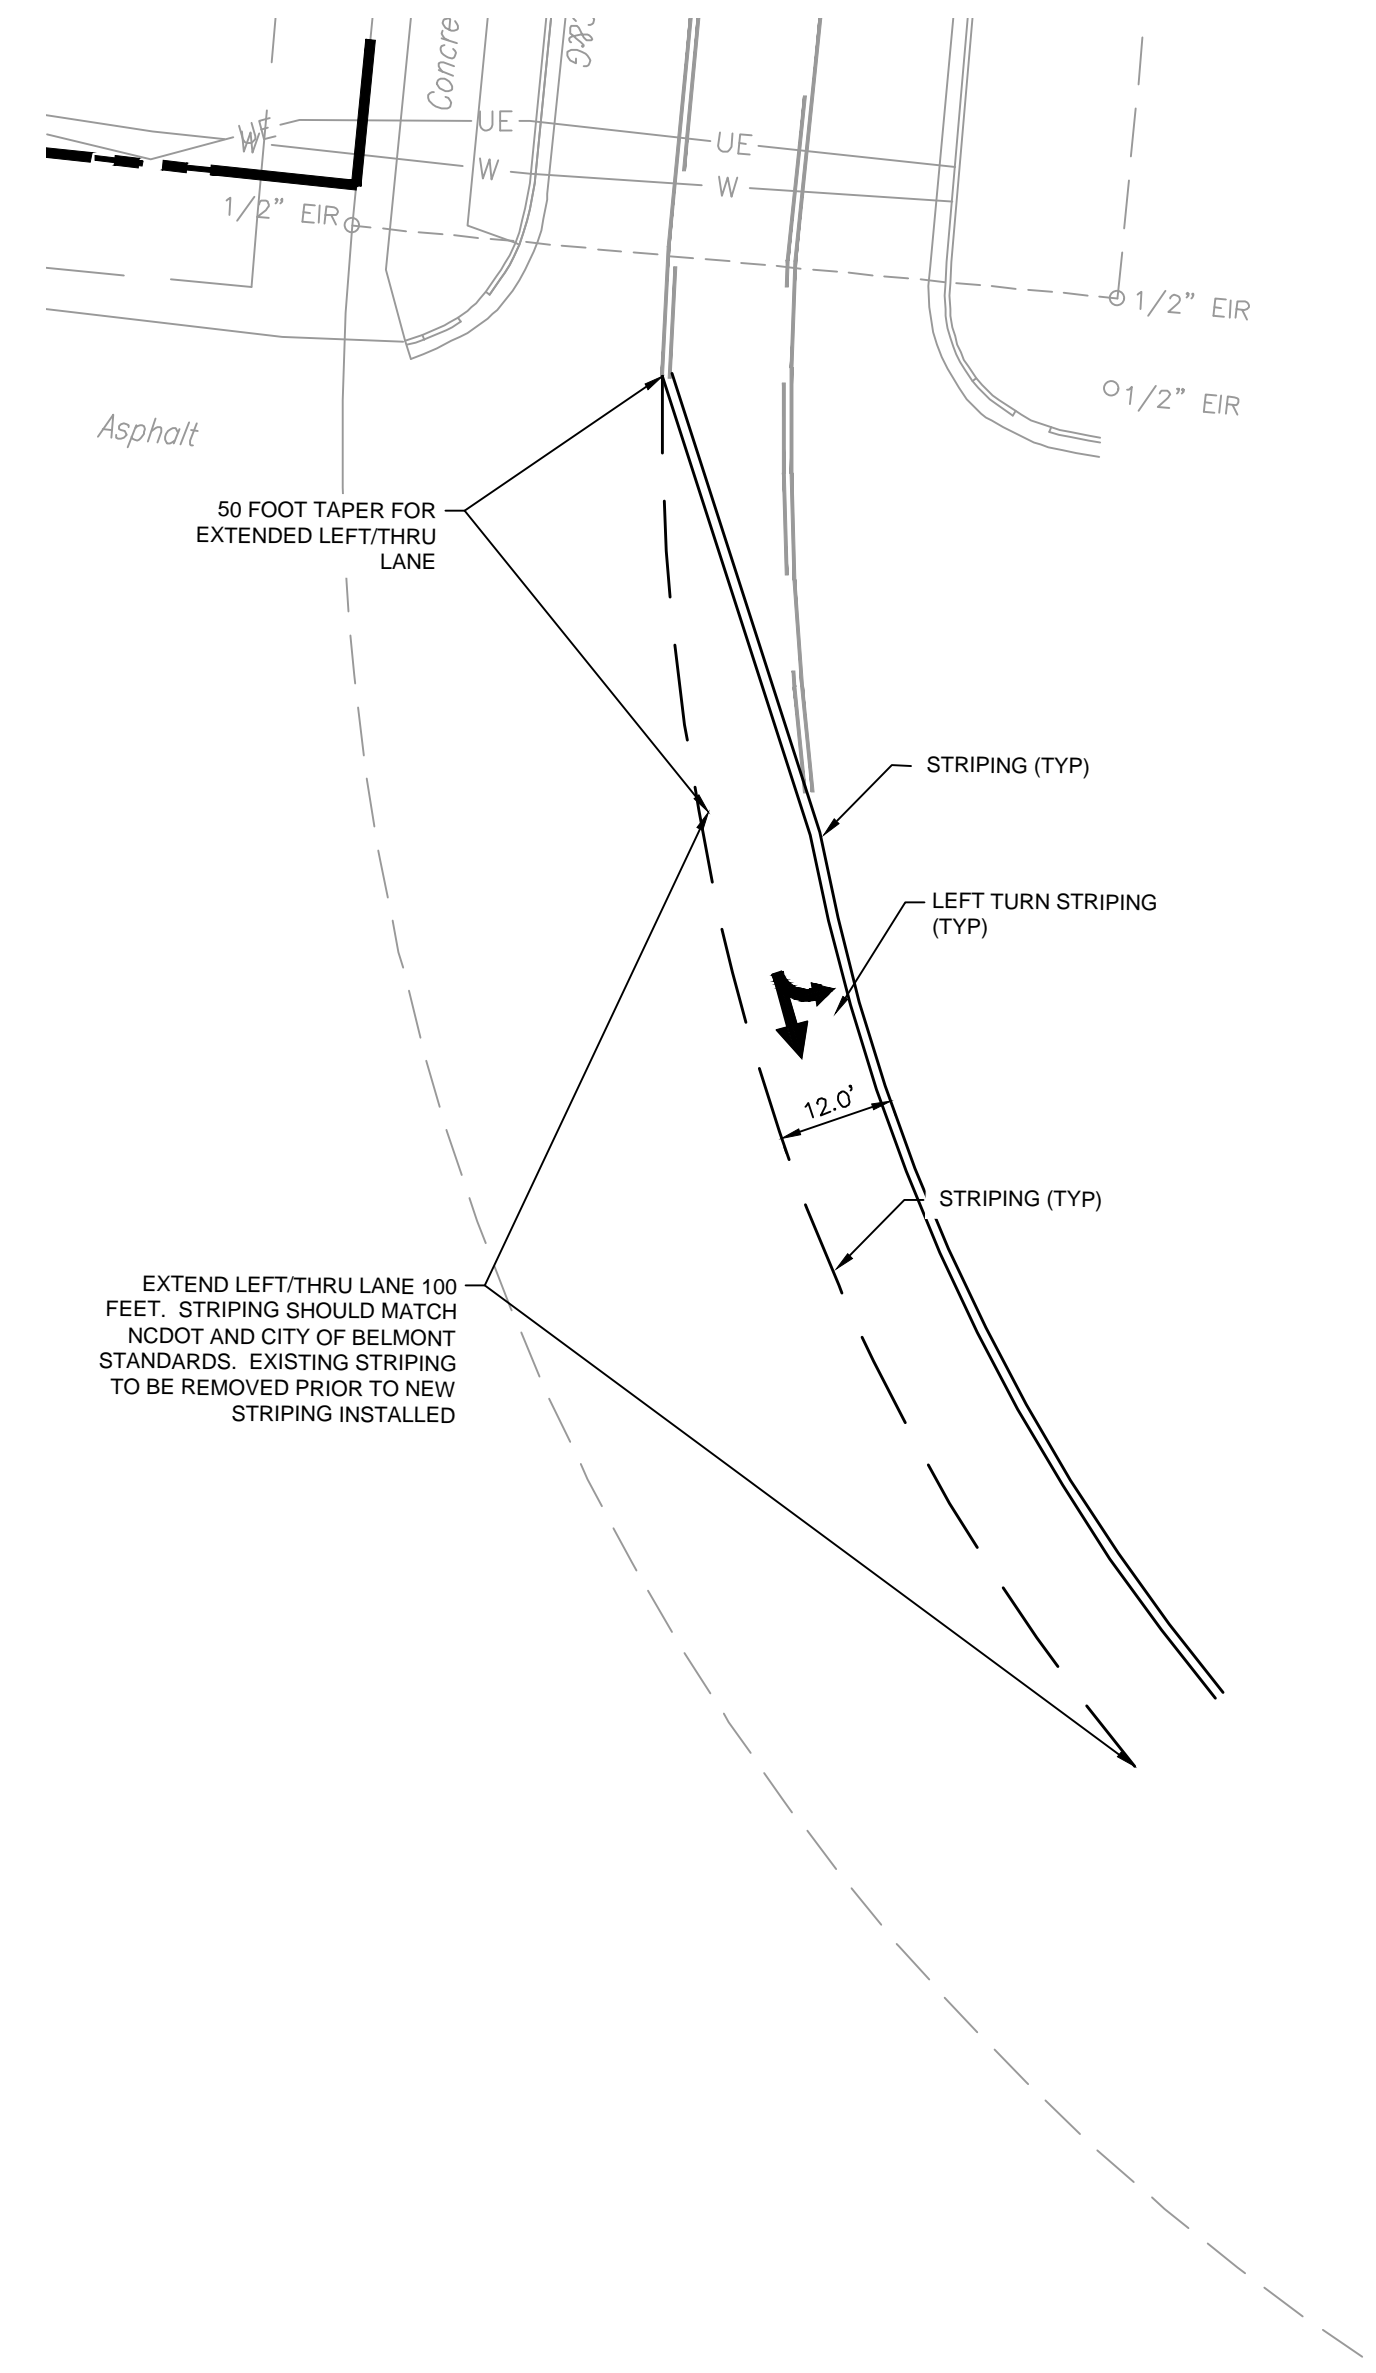 Concre
&G
UE
UE
WE
W
W
W
1/2" EIR
1/2" EIR
1/2" EIR
Asphalt
50 FOOT TAPER FOR
EXTENDED LEFT/THRU
LANE
STRIPING (TYP)
LEFT TURN STRIPING
(TYP)
12.0'
STRIPING (TYP)
EXTEND LEFT/THRU LANE 100
FEET. STRIPING SHOULD MATCH
NCDOT AND CITY OF BELMONT
STANDARDS. EXISTING STRIPING
TO BE REMOVED PRIOR TO NEW
STRIPING INSTALLED